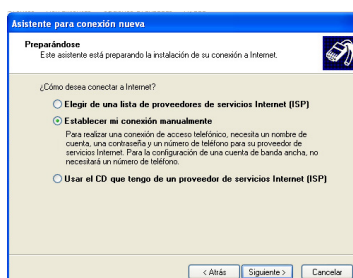 Asistente para conexión nueva
Preparándose
Este asistente está preparando la instalación de su conexión a Internet.
¿Cómo desea conectar a Internet?
Elegir de una lista de proveedores de servicios Internet (ISP)
Establecer mi conexión manualmente
Para realizar una conexión de acceso telefónico, necesita un nombre de
cuenta, una contraseña y un número de teléfono para su proveedor de
servicios Internet. Para la configuración de una cuenta de banda ancha, no
necesitará un número de teléfono.
Usar el CD que tengo de un proveedor de servicios Internet (ISP)
< Atrás Siguiente > Cancelar